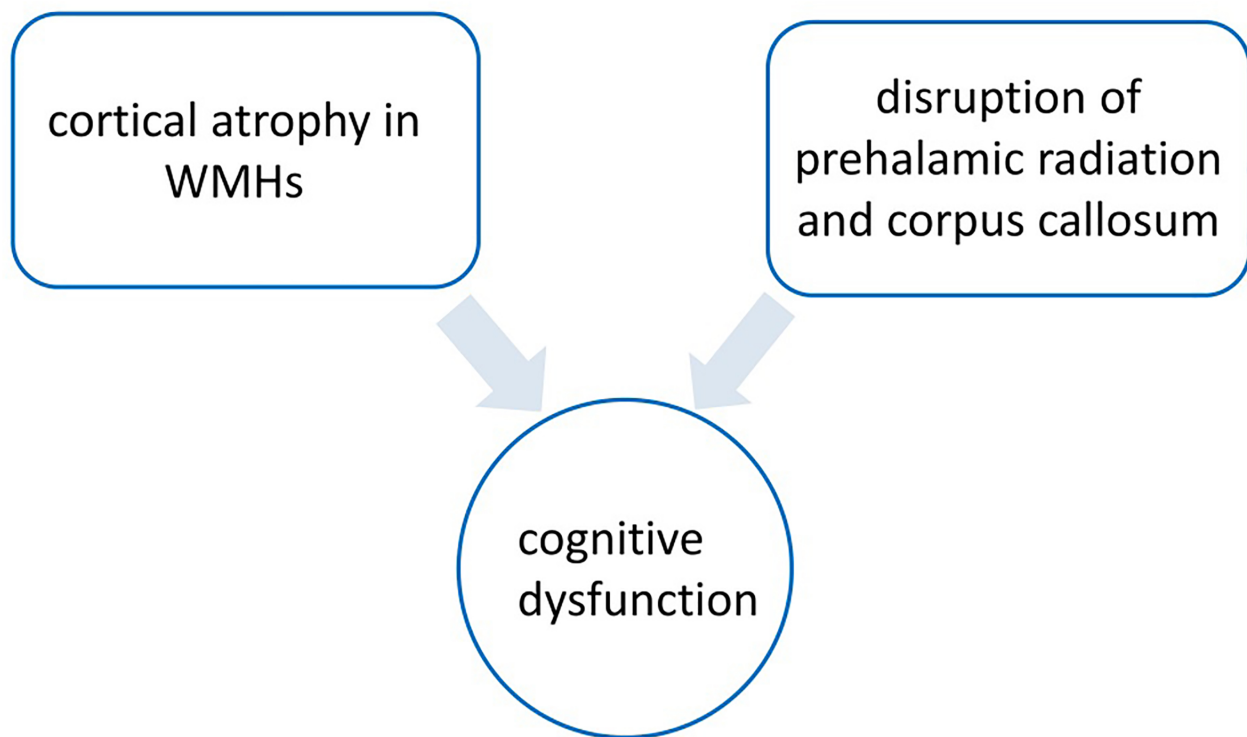 cortical atrophy in
WMHs
disruption of
prehalamic radiation
and corpus callosum
cognitive
dysfunction